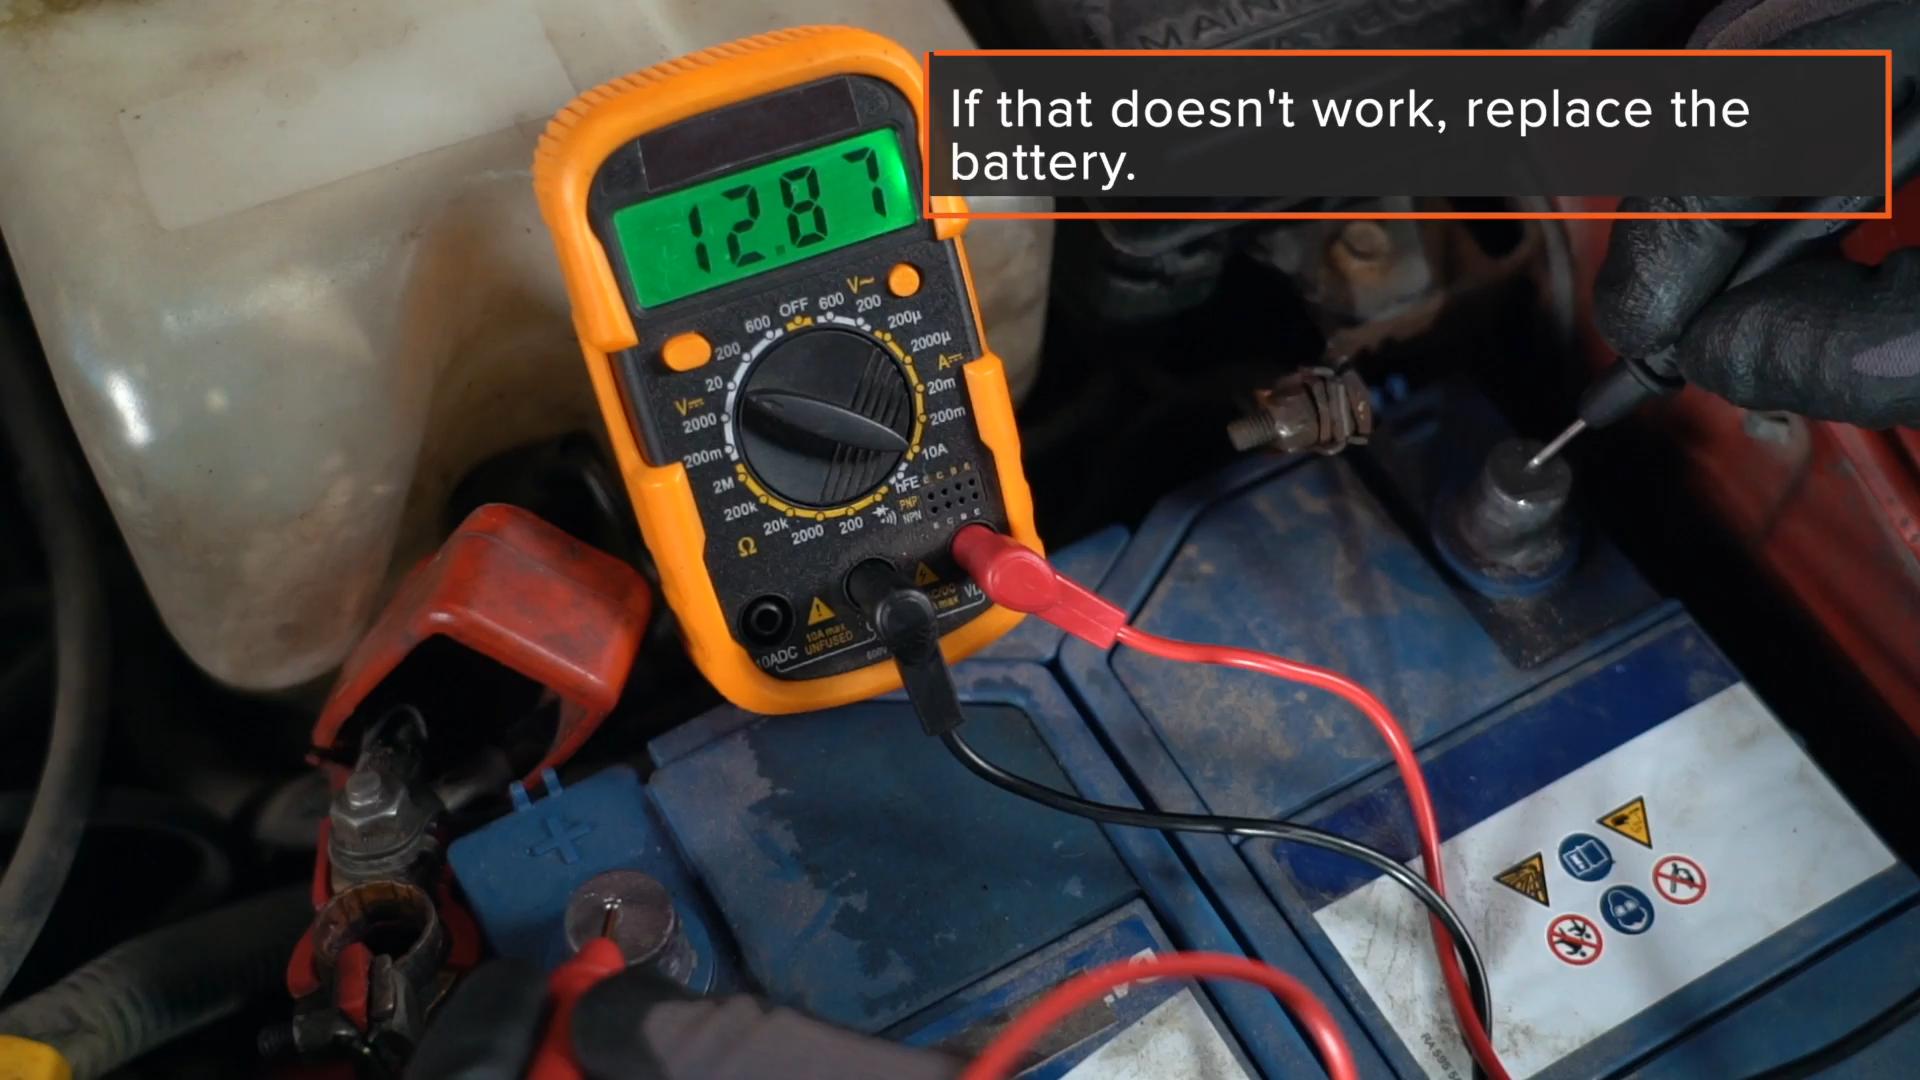 If that doesn't work, replace the
battery.
12.87
V~
OFF
600
200
600
200μ
200
2000μ
A
20
20m
V
2000
200m
200m
10A
2M
hFE
200k
PNP
20k
NPN
2000
200
Ω
E C B E
10A max
UNFUSED
10ADC